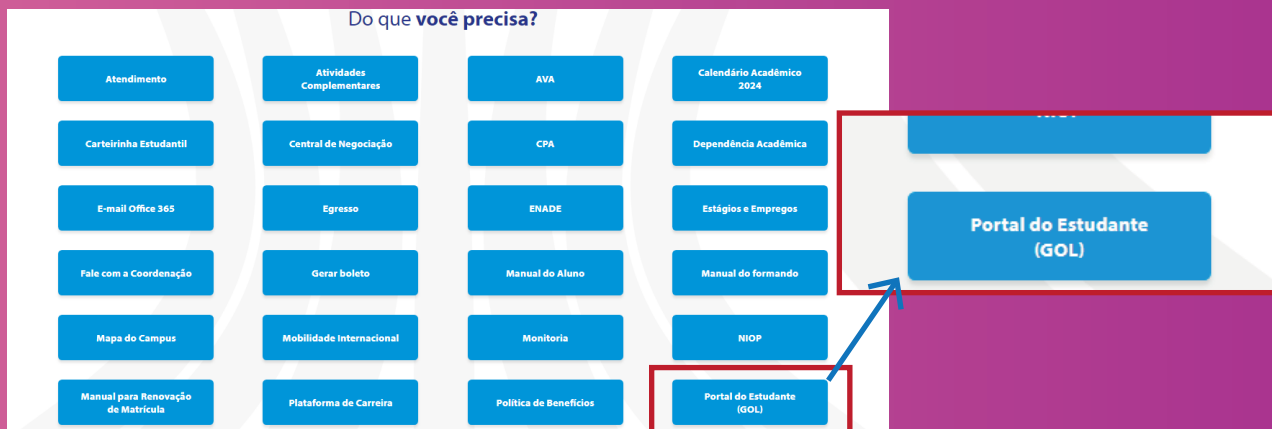 Do que você precisa?
Atendimento
Atividades
Complementares
AVA
Calendário Acadêmico
2024
Carteirinha Estudantil
Central de Negociação
CPA
Dependência Acadêmica
E-mail Office 365
Egresso
ENADE
Estágios e Empregos
Fale com a Coordenação
Gerar boleto
Manual do Aluno
Manual do formando
Mapa do Campus
Mobilidade Internacional
Monitoria
NIOP
Manual para Renovação
de Matrícula
Plataforma de Carreira
Política de Benefícios
Portal do Estudante
(GOL)
Portal do Estudante
(GOL)